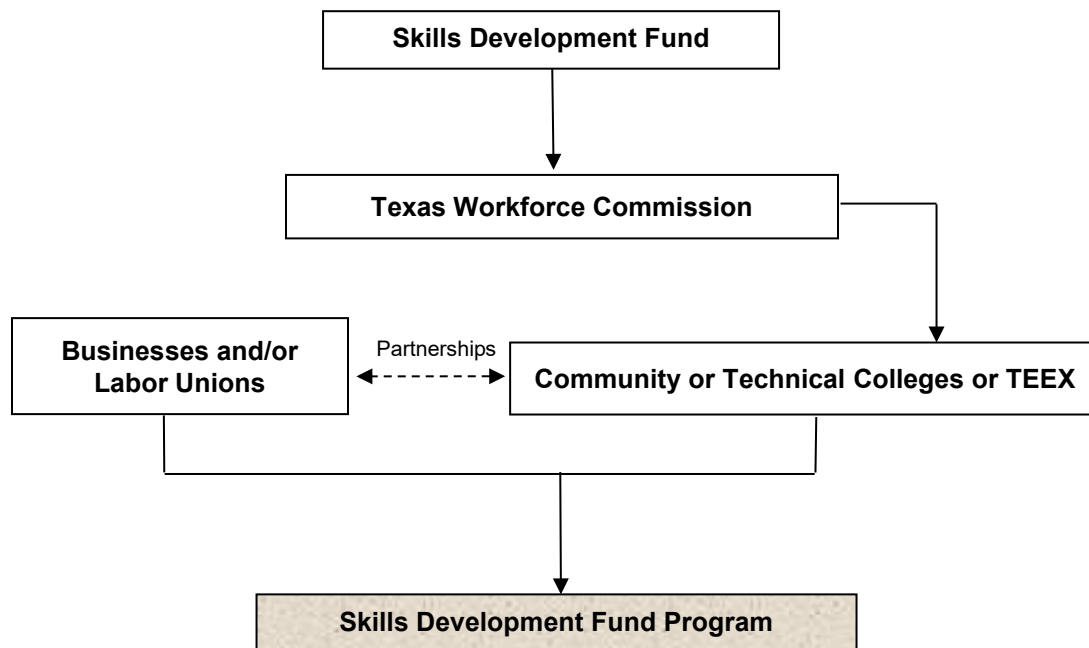 Skills Development Fund
Texas Workforce Commission
Businesses and/or
Labor Unions
Partnerships
Community or Technical Colleges or TEEX
Skills Development Fund Program